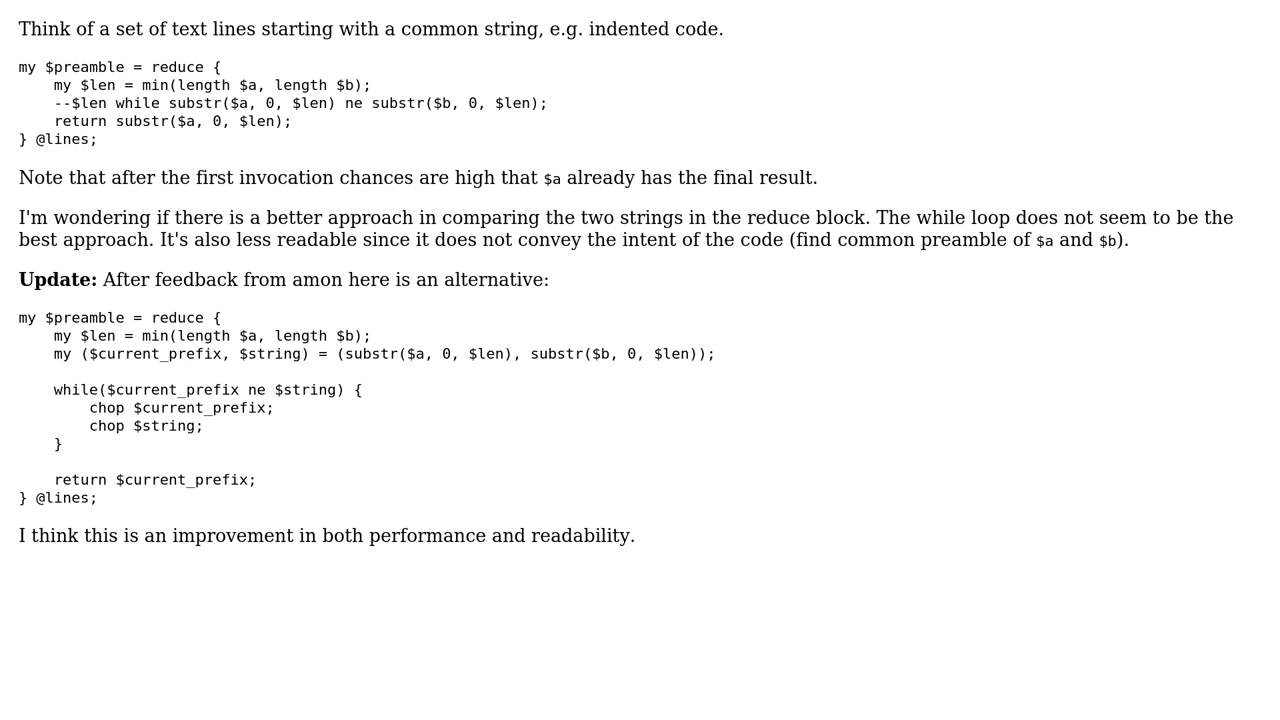 Think of a set of text lines starting with a common string, e.g. indented code.
my $preamble = reduce {
    my $len = min(length $a, length $b);
    --$len while substr($a, 0, $len) ne substr($b, 0, $len);
    return substr($a, 0, $len);
} @lines;
Note that after the first invocation chances are high that $a already has the final result.
I'm wondering if there is a better approach in comparing the two strings in the reduce block. The while loop does not seem to be the
best approach. It's also less readable since it does not convey the intent of the code (find common preamble of $a and $b).
Update: After feedback from amon here is an alternative:
my $preamble = reduce {
    my $len = min(length $a, length $b);
    my ($current_prefix, $string) = (substr($a, 0, $len), substr($b, 0, $len));
    while($current_prefix ne $string) {
        chop $current_prefix;
        chop $string;
    }
    return $current_prefix;
} @lines;
I think this is an improvement in both performance and readability.